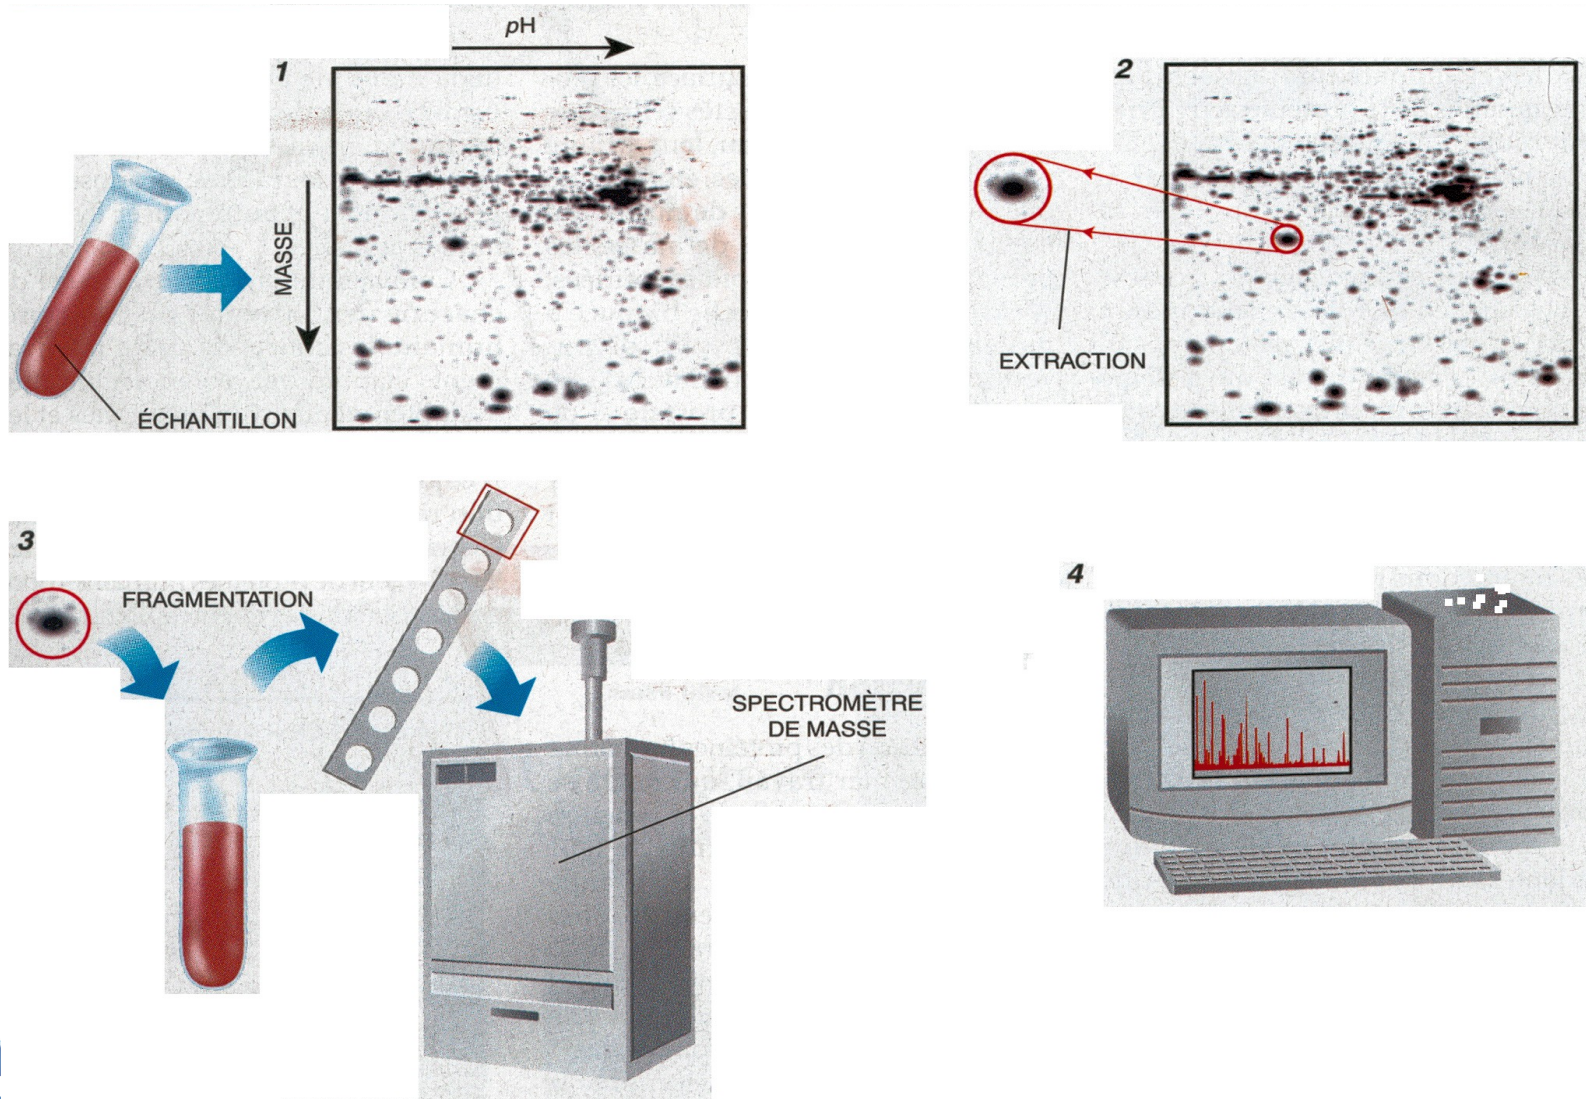 pH
1
MASSE
ÉCHANTILLON
2
EXTRACTION
3
FRAGMENTATION
SPECTROMÈTRE
DE MASSE
4